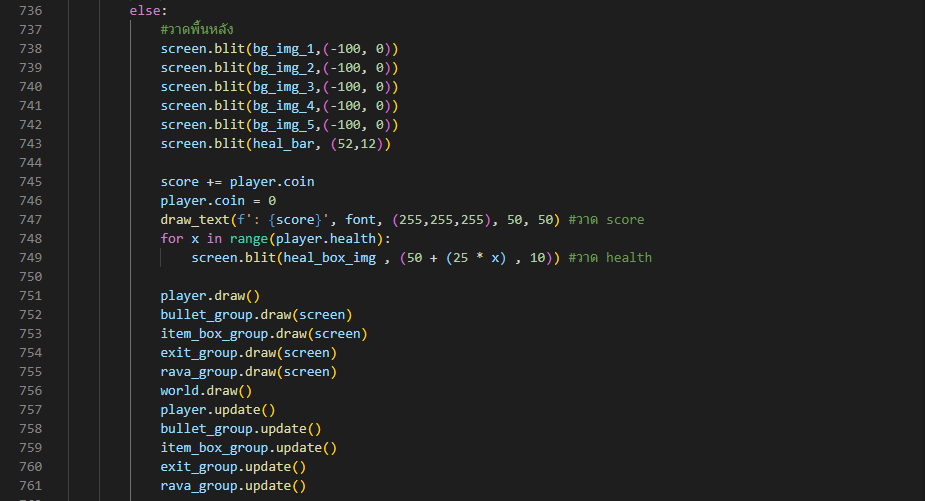 736 else:
737 #วาดพื้นหลัง
738 screen.blit(bg_img_1,(-100, 0))
739 screen.blit(bg_img_2,(-100, 0))
740 screen.blit(bg_img_3,(-100, 0))
741 screen.blit(bg_img_4,(-100, 0))
742 screen.blit(bg_img_5,(-100, 0))
743 screen.blit(heal_bar, (52,12))
744
745 score += player.coin
746 player.coin = 0
747 draw_text(f': {score}', font, (255,255,255), 50, 50) #วาด score
748 for x in range(player.health):
749 screen.blit(heal_box_img , (50 + (25 * x) , 10)) #วาด health
750
751 player.draw()
752 bullet_group.draw(screen)
753 item_box_group.draw(screen)
754 exit_group.draw(screen)
755 rava_group.draw(screen)
756 world.draw()
757 player.update()
758 bullet_group.update()
759 item_box_group.update()
760 exit_group.update()
761 rava_group.update()